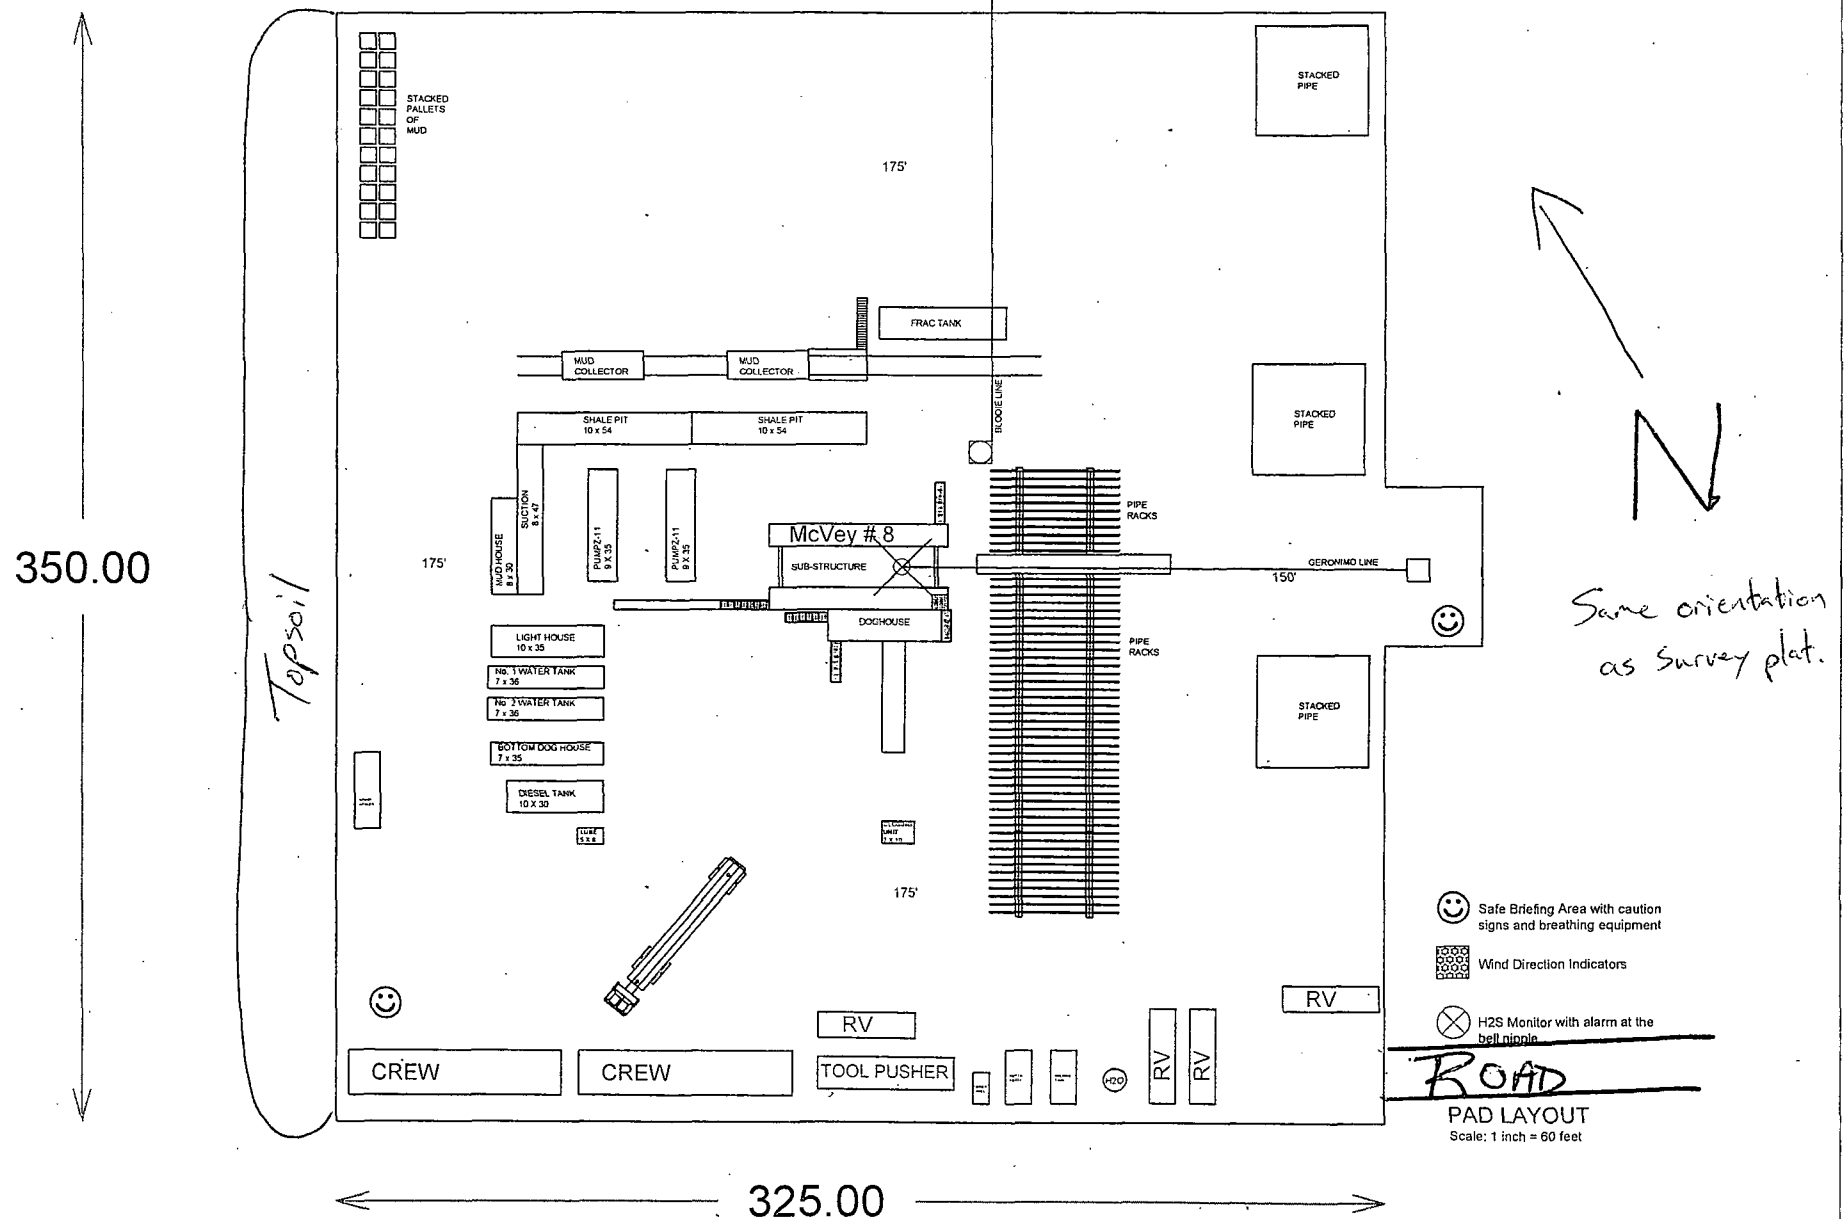 STACKED
PALLETS
OF
MUD
STACKED
PIPE
175'
FRAC TANK
MUD
COLLECTOR
MUD
COLLECTOR
BLOOIE LINE
SHALE PIT
10 x 54
SHALE PIT
10 x 54
STACKED
PIPE
SUCTION
8 x 47
MUD HOUSE
8 x 30
PUMPZ-11
9 X 35
PUMPZ-11
9 X 35
PIPE
RACKS
McVey # 8
SUB-STRUCTURE
350.00
175'
GERONIMO LINE
150'
N
Same orientation
as survey plat.
Topsoil
DOGHOUSE
LIGHT HOUSE
10 x 35
PIPE
RACKS
No. 1 WATER TANK
7 x 36
No. 2 WATER TANK
7 x 36
STACKED
PIPE
BOTTOM DOG HOUSE
7 x 35
DIESEL TANK
10 X 30
LUBE
5 X 8
UNIT
175'
Safe Briefing Area with caution
signs and breathing equipment
Wind Direction Indicators
H2S Monitor with alarm at the
bell nipple
RV
RV
CREW
CREW
TOOL PUSHER
H2O
RV
RV
ROAD
PAD LAYOUT
Scale: 1 inch = 60 feet
325.00